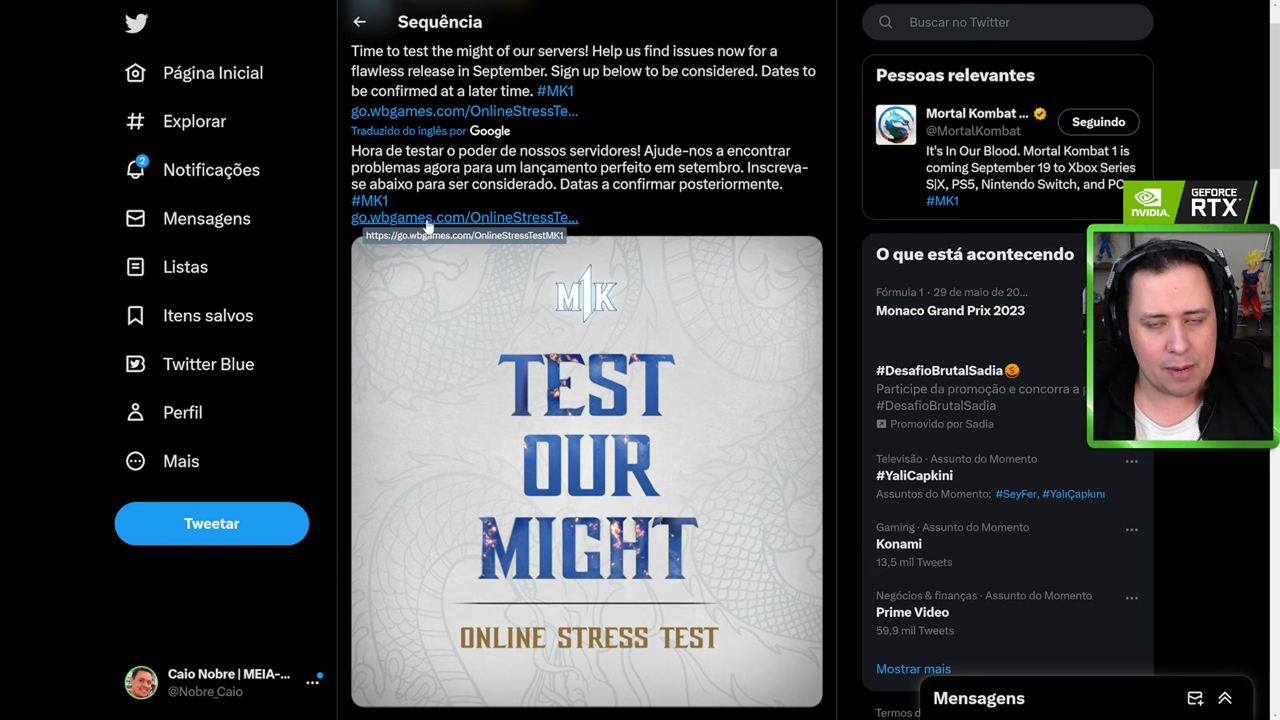 Página Inicial
Explorar
2
Notificações
Mensagens
Listas
Itens salvos
Twitter Blue
Perfil
Mais
Tweetar
Caio Nobre | MEIA-...
@Nobre_Caio
Sequência
Time to test the might of our servers! Help us find issues now for a
flawless release in September. Sign up below to be considered. Dates to
be confirmed at a later time. #MK1
go.wbgames.com/OnlineStressTe...
Traduzido do inglês por Google
Hora de testar o poder de nossos servidores! Ajude-nos a encontrar
problemas agora para um lançamento perfeito em setembro. Inscreva-
se abaixo para ser considerado. Datas a confirmar posteriormente.
#MK1
go.wbgames.com/OnlineStressTe...
https://go.wbgames.com/OnlineStressTestMK1
M1K
TEST
OUR
MIGHT
ONLINE STRESS TEST
Buscar no Twitter
Pessoas relevantes
Mortal Kombat ...
@MortalKombat
Seguindo
It's In Our Blood. Mortal Kombat 1 is
coming September 19 to Xbox Series
S|X, PS5, Nintendo Switch, and PC.
#MK1
NVIDIA.
GEFORCE
RTX
O que está acontecendo
Fórmula 1 · 29 de maio de 20...
Monaco Grand Prix 2023
#DesafioBrutalSadia
Participe da promoção e concorra a
#DesafioBrutalSadia
Promovido por Sadia
Televisão · Assunto do Momento
#YaliCapkini
Assuntos do Momento: #SeyFer, #YalıÇapkını
Gaming · Assunto do Momento
Konami
13,5 mil Tweets
Negócios & finanças · Assunto do Momento
Prime Video
59,9 mil Tweets
Mostrar mais
Termos d
Mensagens